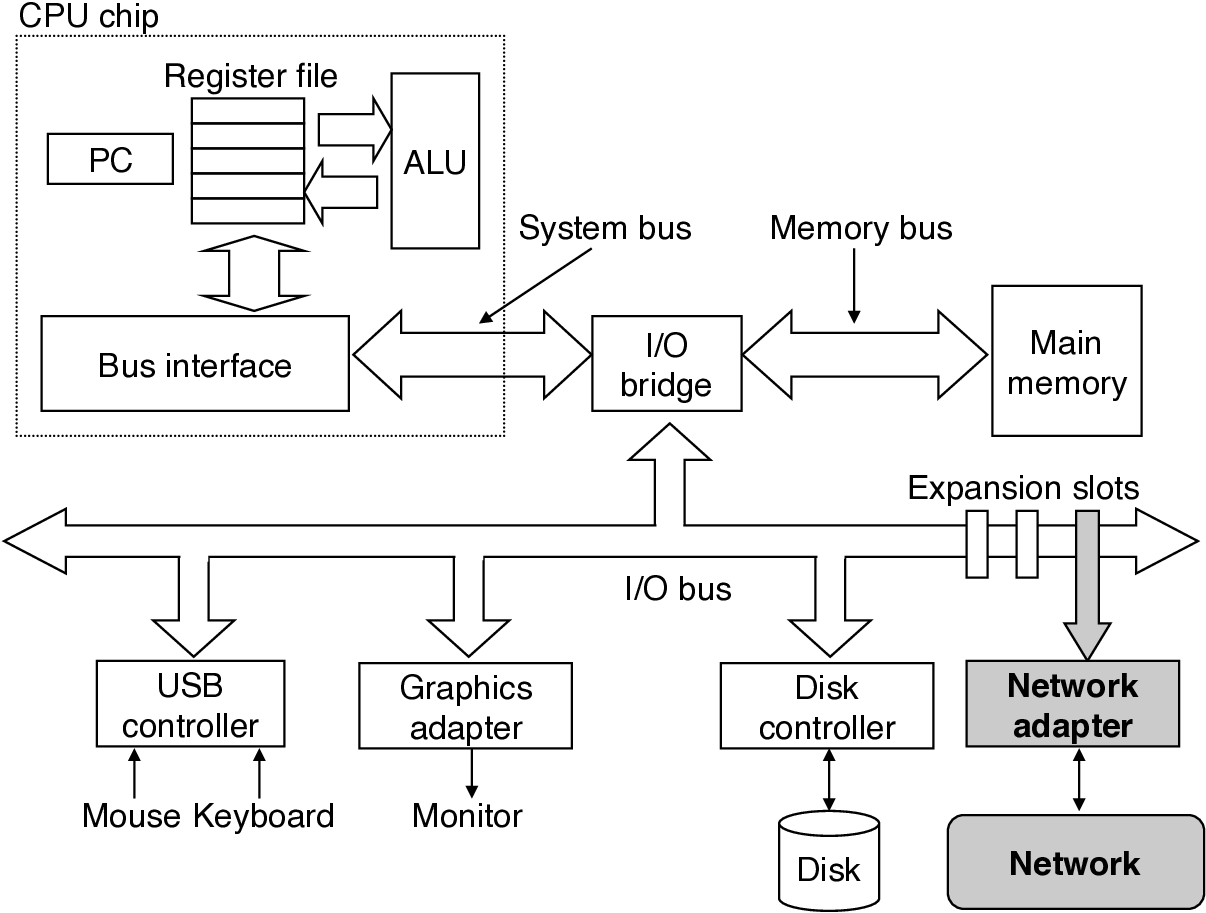 CPU chip
Register file
PC
ALU
System bus
Memory bus
Bus interface
I/O
bridge
Main
memory
Expansion slots
I/O bus
USB
controller
Graphics
adapter
Disk
controller
Network
adapter
Mouse
Keyboard
Monitor
Disk
Network